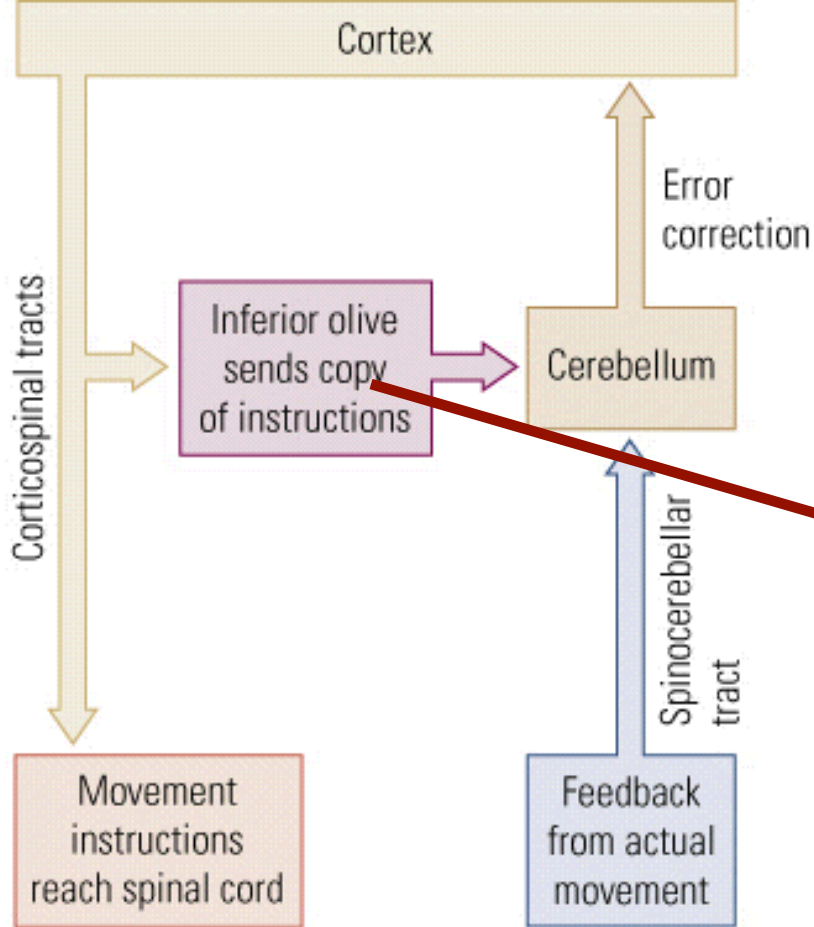 Cortex
Error
correction
Corticospinal tracts
Inferior olive
sends copy
of instructions
Cerebellum
Spinocerebellar
tract
Movement
instructions
reach spinal cord
Feedback
from actual
movement